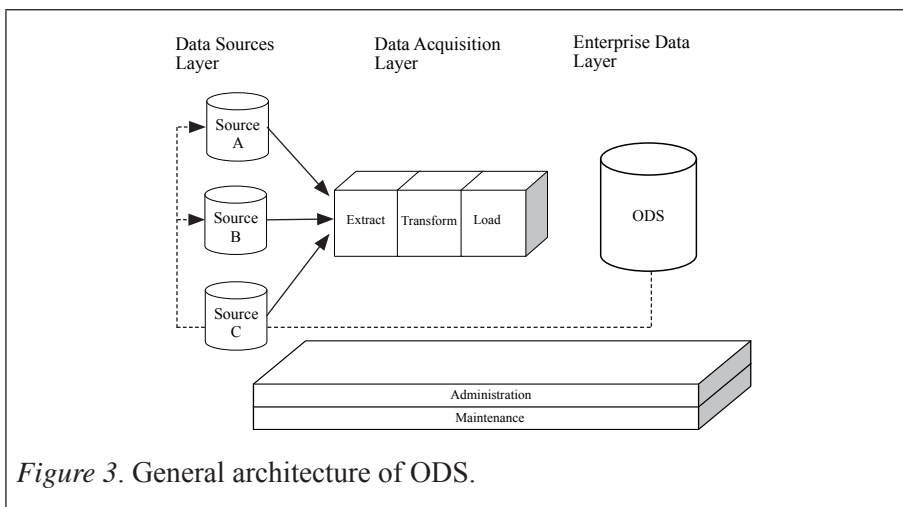 Data Sources
Layer
Data Acquisition
Layer
Enterprise Data
Layer
Source
A
Source
B
Source
C
Extract
Transform
Load
ODS
Administration
Maintenance
Figure 3. General architecture of ODS.